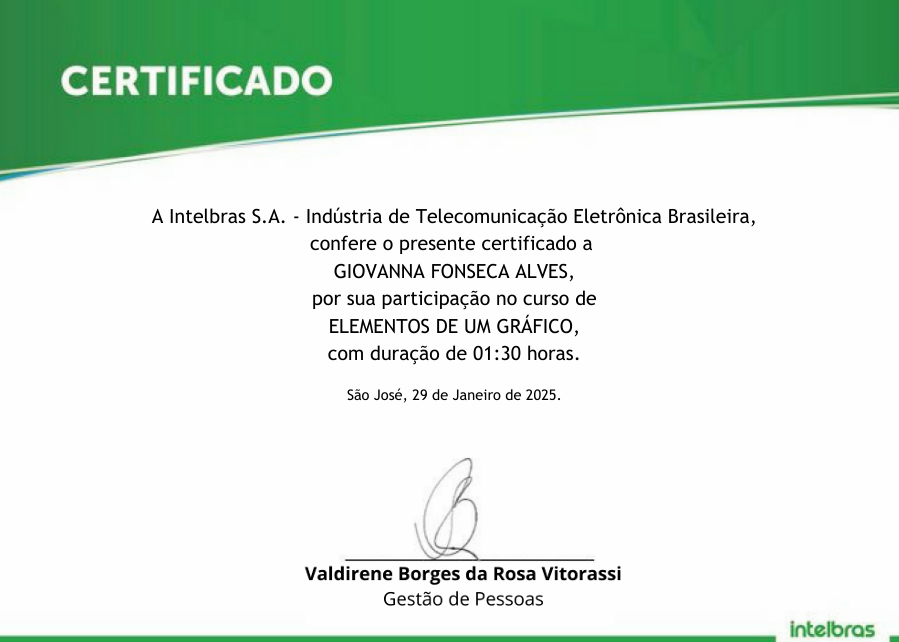 CERTIFICADO
A Intelbras S.A. - Indústria de Telecomunicação Eletrônica Brasileira,
confere o presente certificado a
GIOVANNA FONSECA ALVES,
por sua participação no curso de
ELEMENTOS DE UM GRÁFICO,
com duração de 01:30 horas.
São José, 29 de Janeiro de 2025.
Valdirene Borges da Rosa Vitorassi
Gestão de Pessoas
intelbras